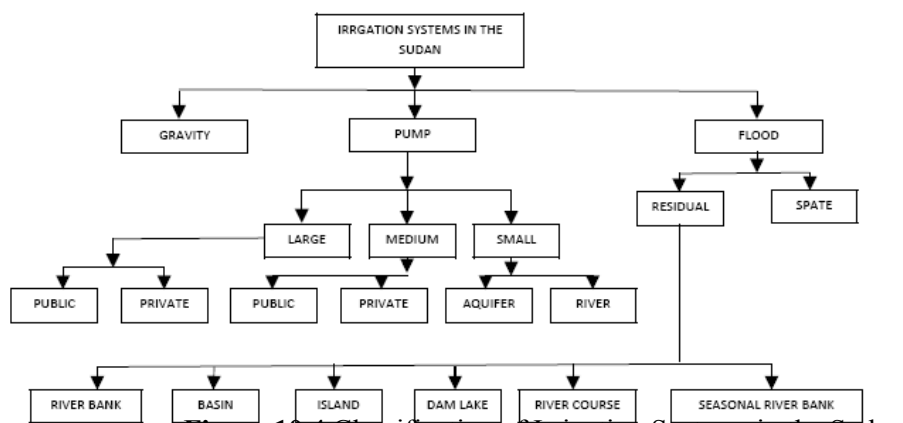 IRRGATION SYSTEMS IN THE
SUDAN
GRAVITY
PUMP
FLOOD
RESIDUAL
SPATE
LARGE
MEDIUM
SMALL
PUBLIC
PRIVATE
PUBLIC
PRIVATE
AQUIFER
RIVER
RIVER BANK
BASIN
ISLAND
DAM LAKE
RIVER COURSE
SEASONAL RIVER BANK